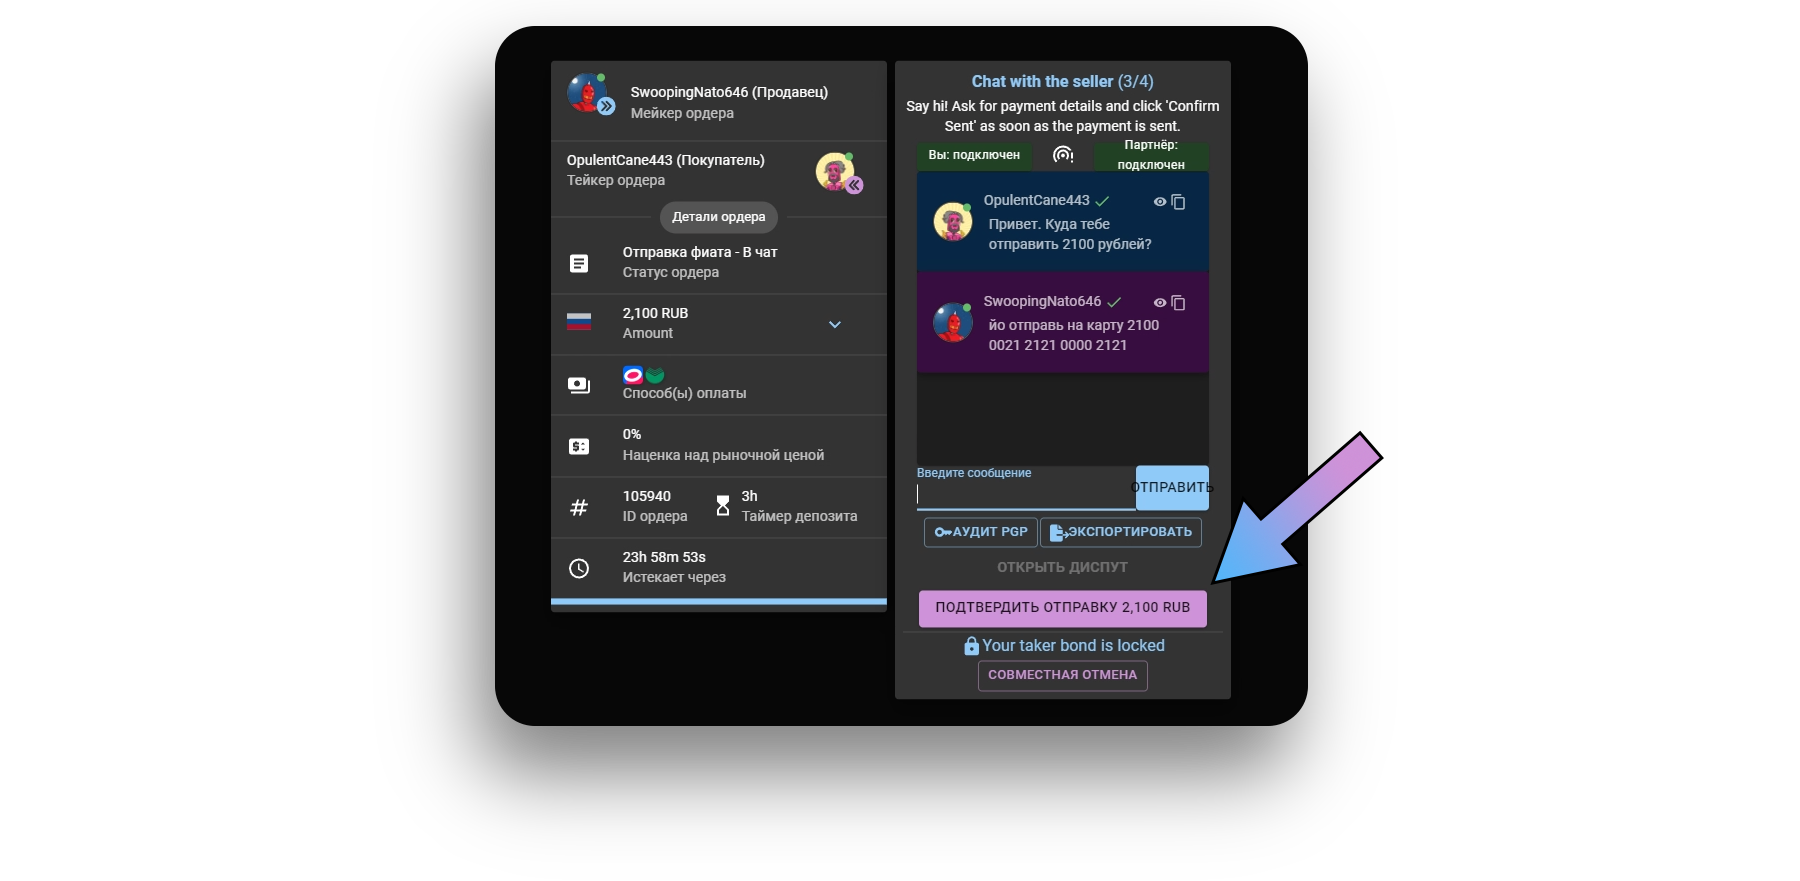 SwoopingNato646 (Продавец)
Мейкер ордера
OpulentCane443 (Покупатель)
Тейкер ордера
Детали ордера
Отправка фиата - В чат
Статус ордера
2,100 RUB
Amount
Способ(ы) оплаты
0%
Наценка над рыночной ценой
105940
ID ордера
3h
Таймер депозита
23h 58m 53s
Истекает через
Chat with the seller (3/4)
Say hi! Ask for payment details and click 'Confirm
Sent' as soon as the payment is sent.
Вы: подключен
Партнёр:
подключен
OpulentCane443
Привет. Куда тебе
отправить 2100 рублей?
SwoopingNato646
йо отправь на карту 2100
0021 2121 0000 2121
Введите сообщение
ОТПРАВИТЬ
АУДИТ PGP
ЭКСПОРТИРОВАТЬ
ОТКРЫТЬ ДИСПУТ
ПОДТВЕРДИТЬ ОТПРАВКУ 2,100 RUB
Your taker bond is locked
СОВМЕСТНАЯ ОТМЕНА